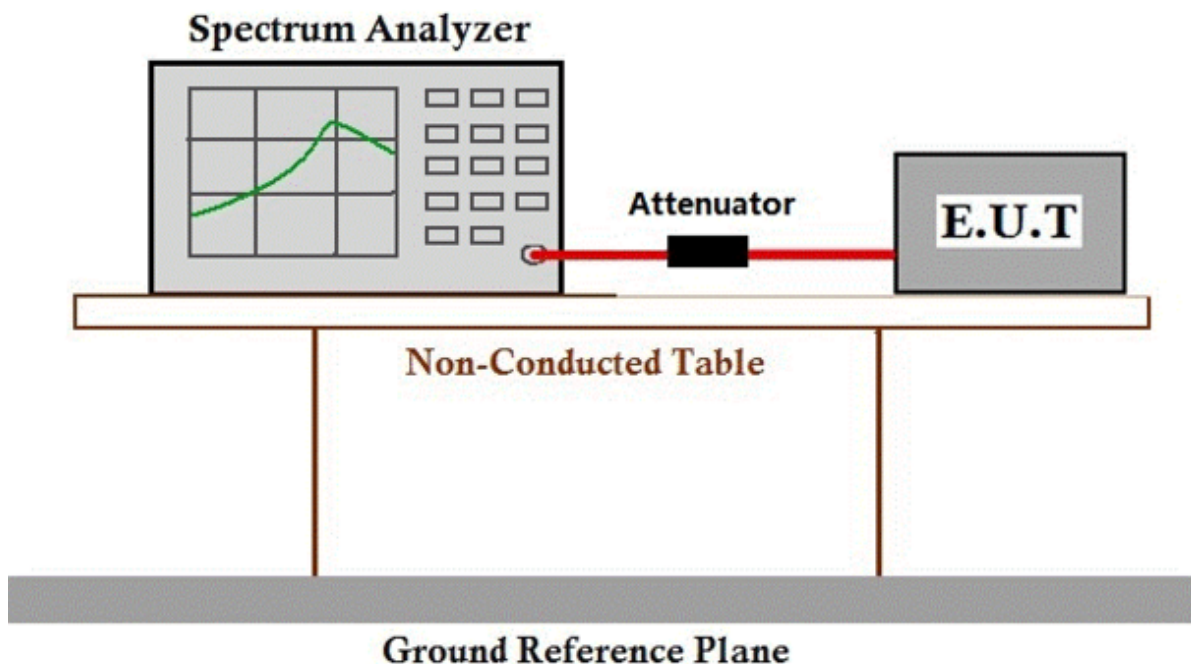 Spectrum Analyzer
Attenuator
E.U.T
Non-Conducted Table
Ground Reference Plane